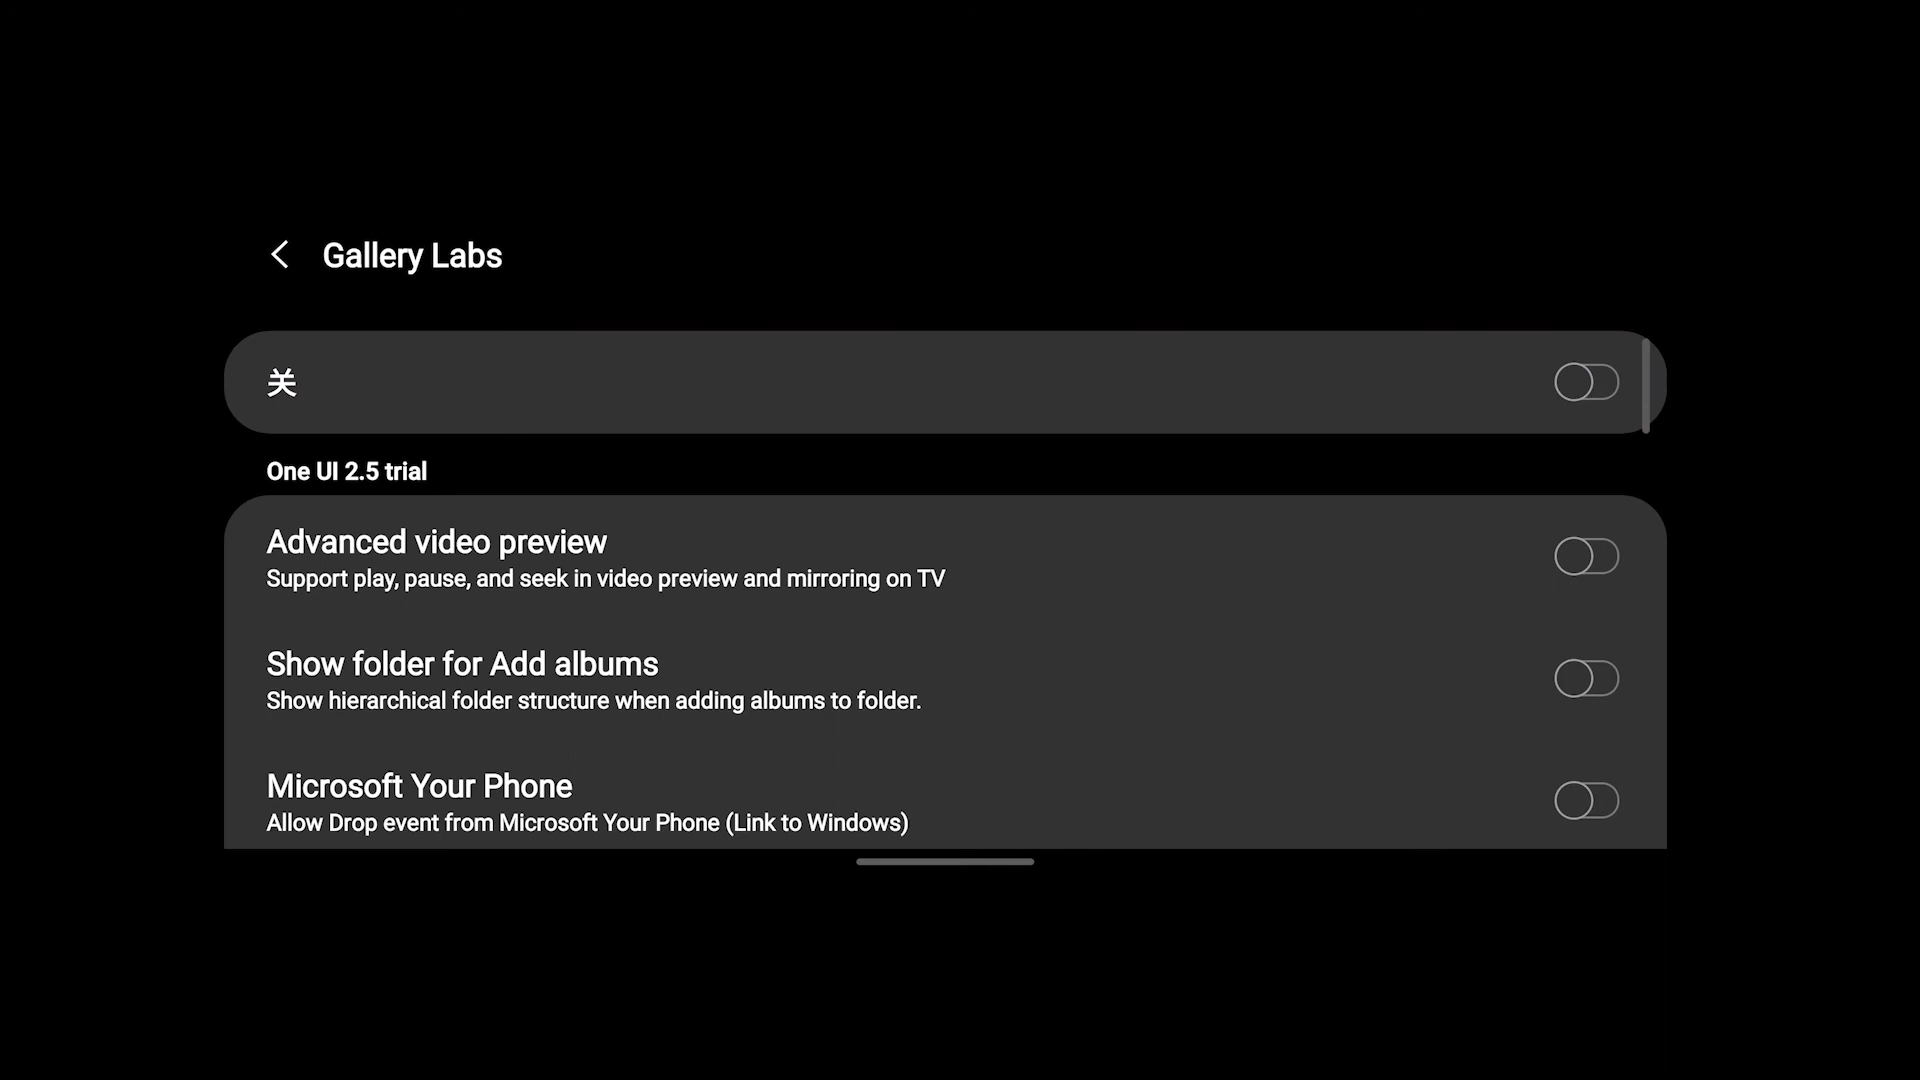 Gallery Labs
关
One UI 2.5 trial
Advanced video preview
Support play, pause, and seek in video preview and mirroring on TV
Show folder for Add albums
Show hierarchical folder structure when adding albums to folder.
Microsoft Your Phone
Allow Drop event from Microsoft Your Phone (Link to Windows)